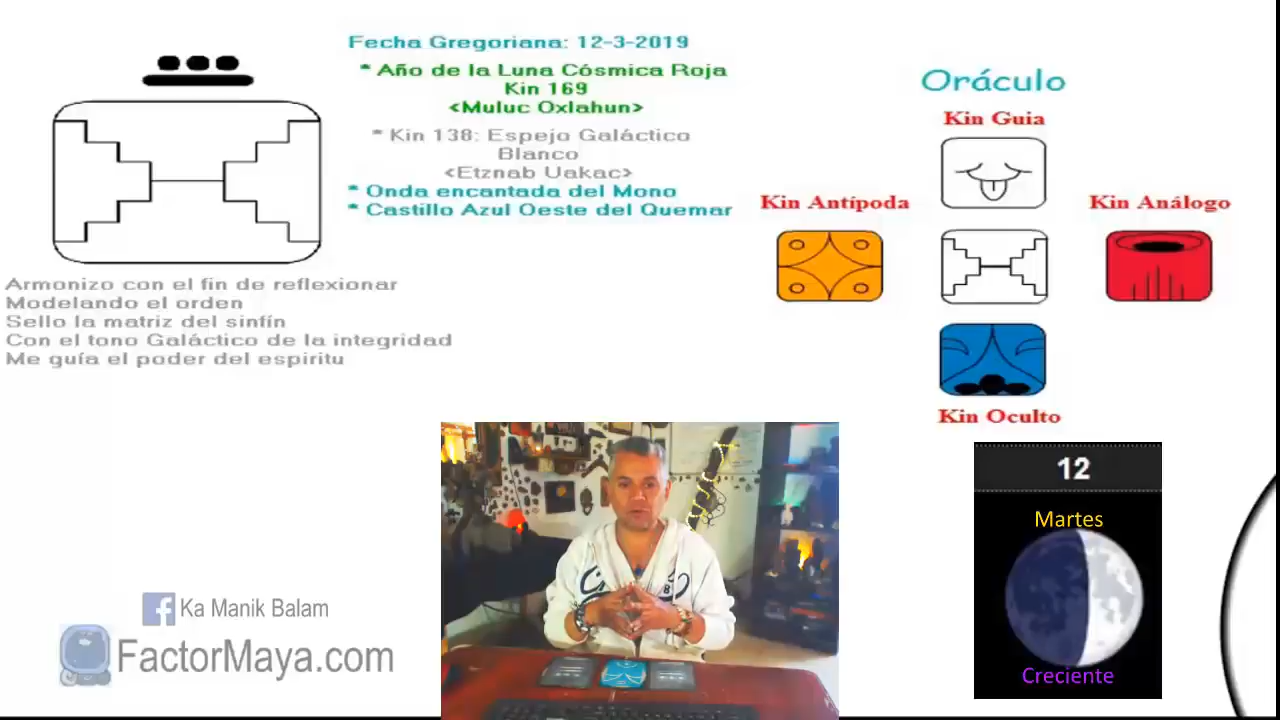 Fecha Gregoriana: 12-3-2019
* Año de la Luna Cósmica Roja
Kin 169
<Muluc Oxlahun>
* Kin 138: Espejo Galáctico
Blanco
<Etznab Uakac>
* Onda encantada del Mono
* Castillo Azul Oeste del Quemar
Armonizo con el fin de reflexionar
Modelando el orden
Sello la matriz del sinfín
Con el tono Galáctico de la integridad
Me guía el poder del espiritu
Oráculo
Kin Guia
Kin Antípoda
Kin Análogo
Kin Oculto
12
Martes
Creciente
Ka Manik Balam
FactorMaya.com